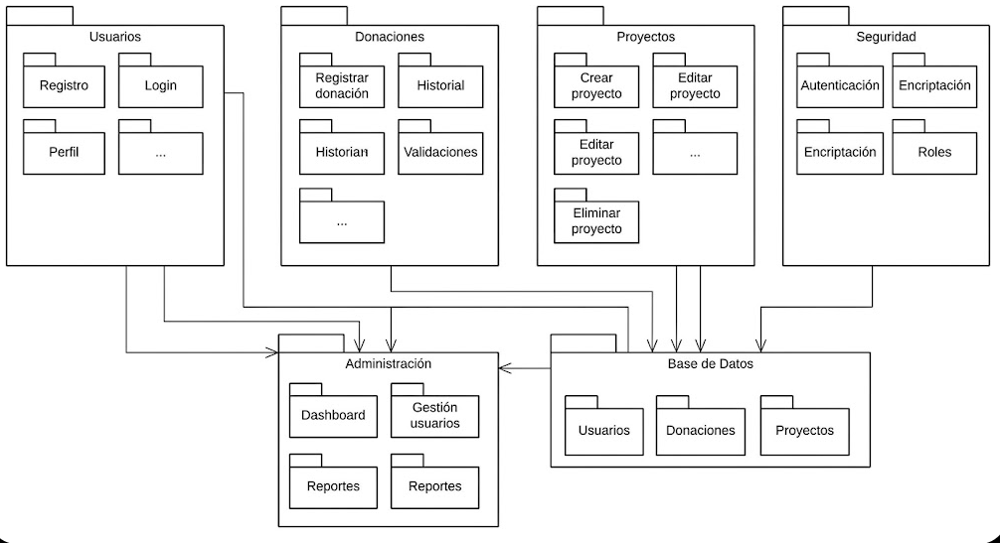 Usuarios
Registro
Login
Perfil
...
Donaciones
Registrar
donación
Historial
Historian
Validaciones
...
Proyectos
Crear
proyecto
Editar
proyecto
Editar
proyecto
...
Eliminar
proyecto
Seguridad
Autenticación
Encriptación
Encriptación
Roles
Administración
Dashboard
Gestión
usuarios
Reportes
Reportes
Base de Datos
Usuarios
Donaciones
Proyectos